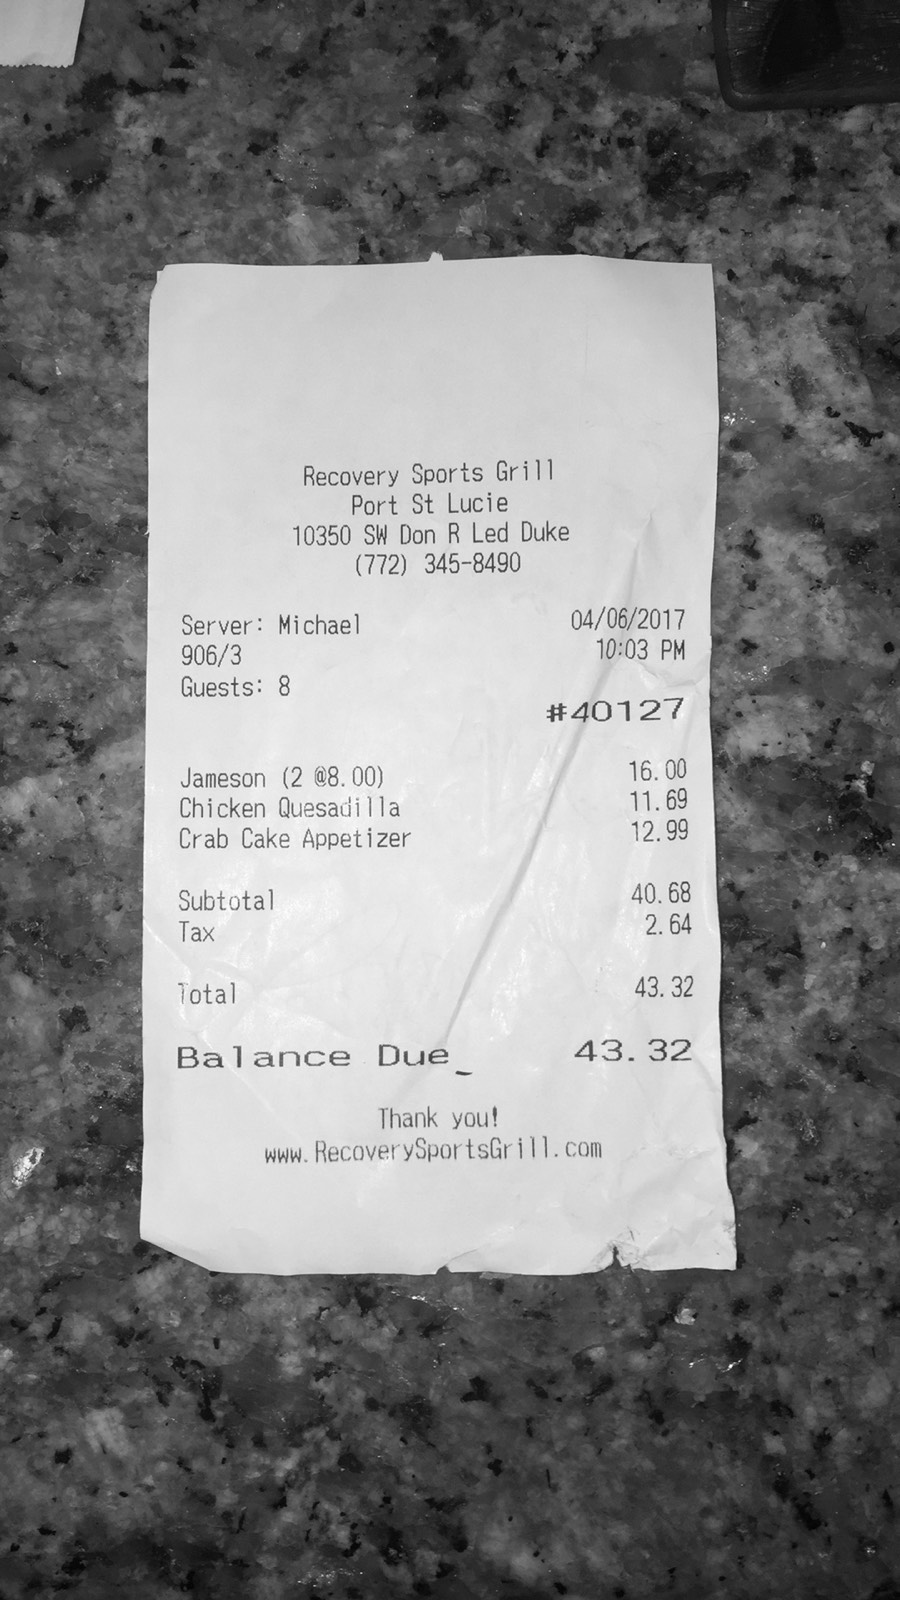 Recovery Sports Grill
Port St Lucie
10350 SW Don R Led Duke
(772) 345-8490
Server: Michael 04/06/2017
906/3 10:03 PM
Guests: 8
#40127
Jameson (2 @8.00) 16.00
Chicken Quesadilla 11.69
Crab Cake Appetizer 12.99
Subtotal 40.68
Tax 2.64
Total 43.32
Balance Due 43.32
Thank you!
www.RecoverySportsGrill.com